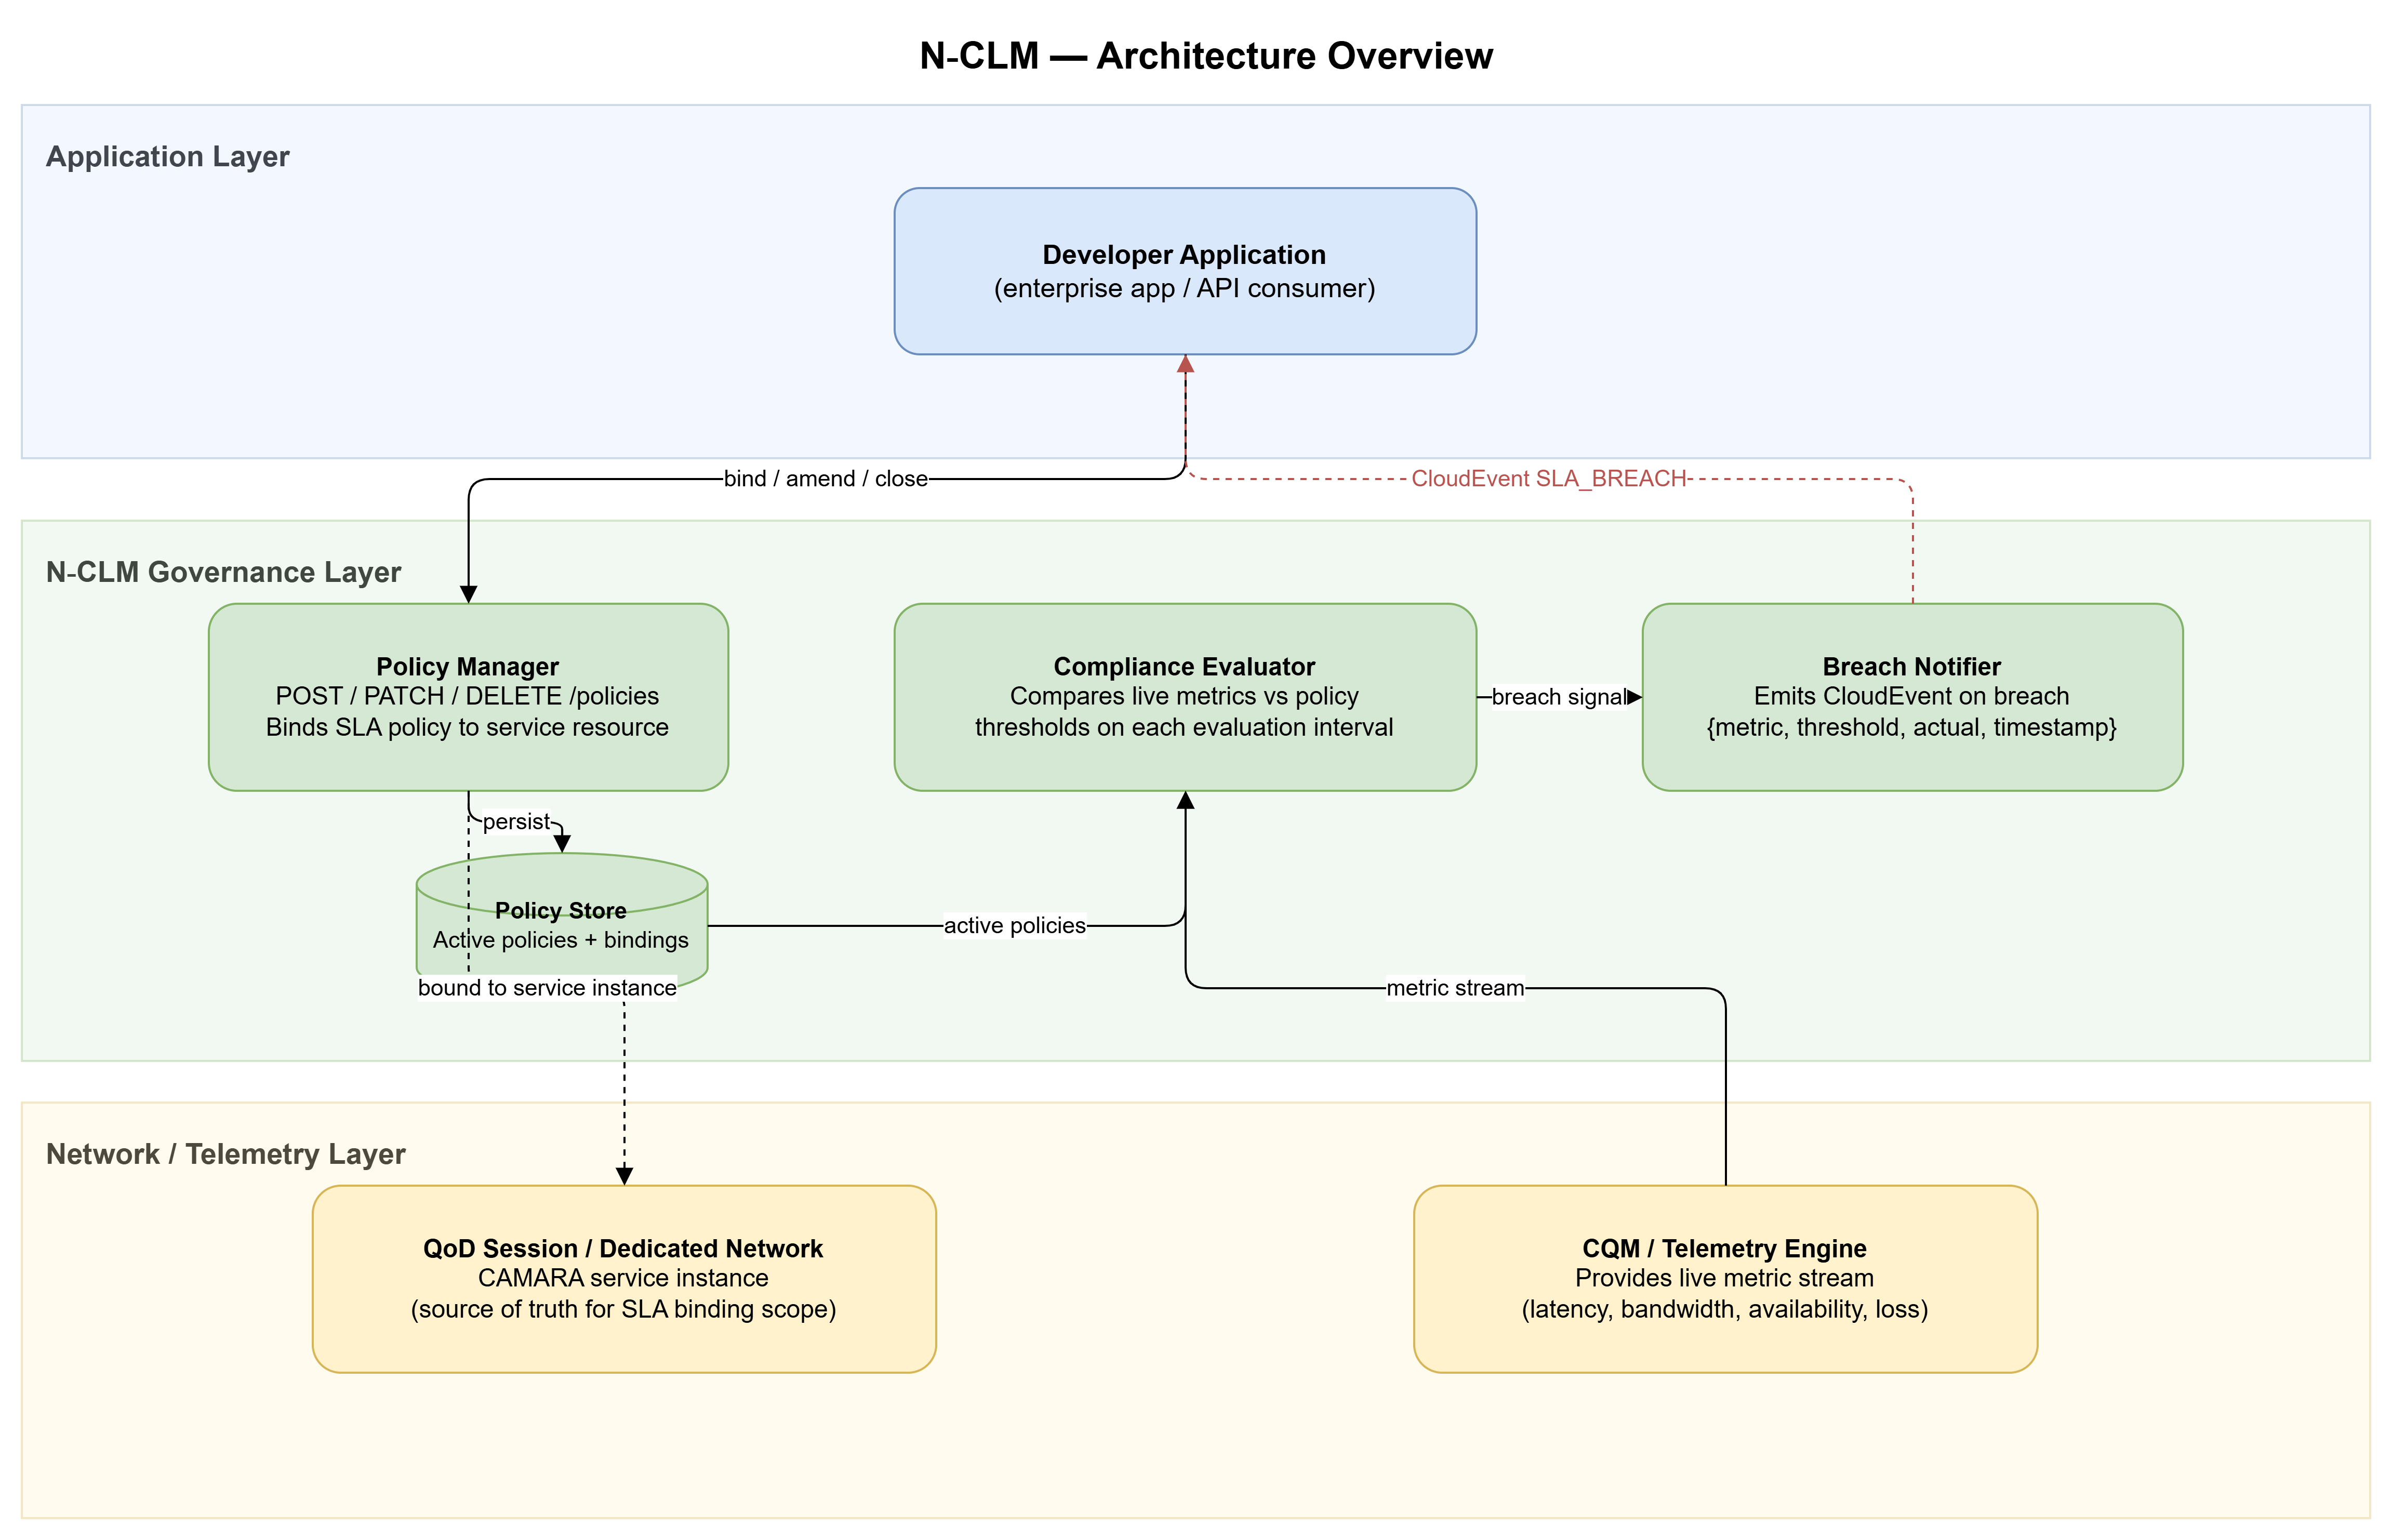 N-CLM — Architecture Overview
Application Layer
Developer Application
(enterprise app / API consumer)
bind / amend / close
CloudEvent SLA_BREACH
N-CLM Governance Layer
Policy Manager
POST / PATCH / DELETE /policies
Binds SLA policy to service resource
Compliance Evaluator
Compares live metrics vs policy
thresholds on each evaluation interval
breach signal
Breach Notifier
Emits CloudEvent on breach
{metric, threshold, actual, timestamp}
persist
Policy Store
Active policies + bindings
active policies
bound to service instance
metric stream
Network / Telemetry Layer
QoD Session / Dedicated Network
CAMARA service instance
(source of truth for SLA binding scope)
CQM / Telemetry Engine
Provides live metric stream
(latency, bandwidth, availability, loss)